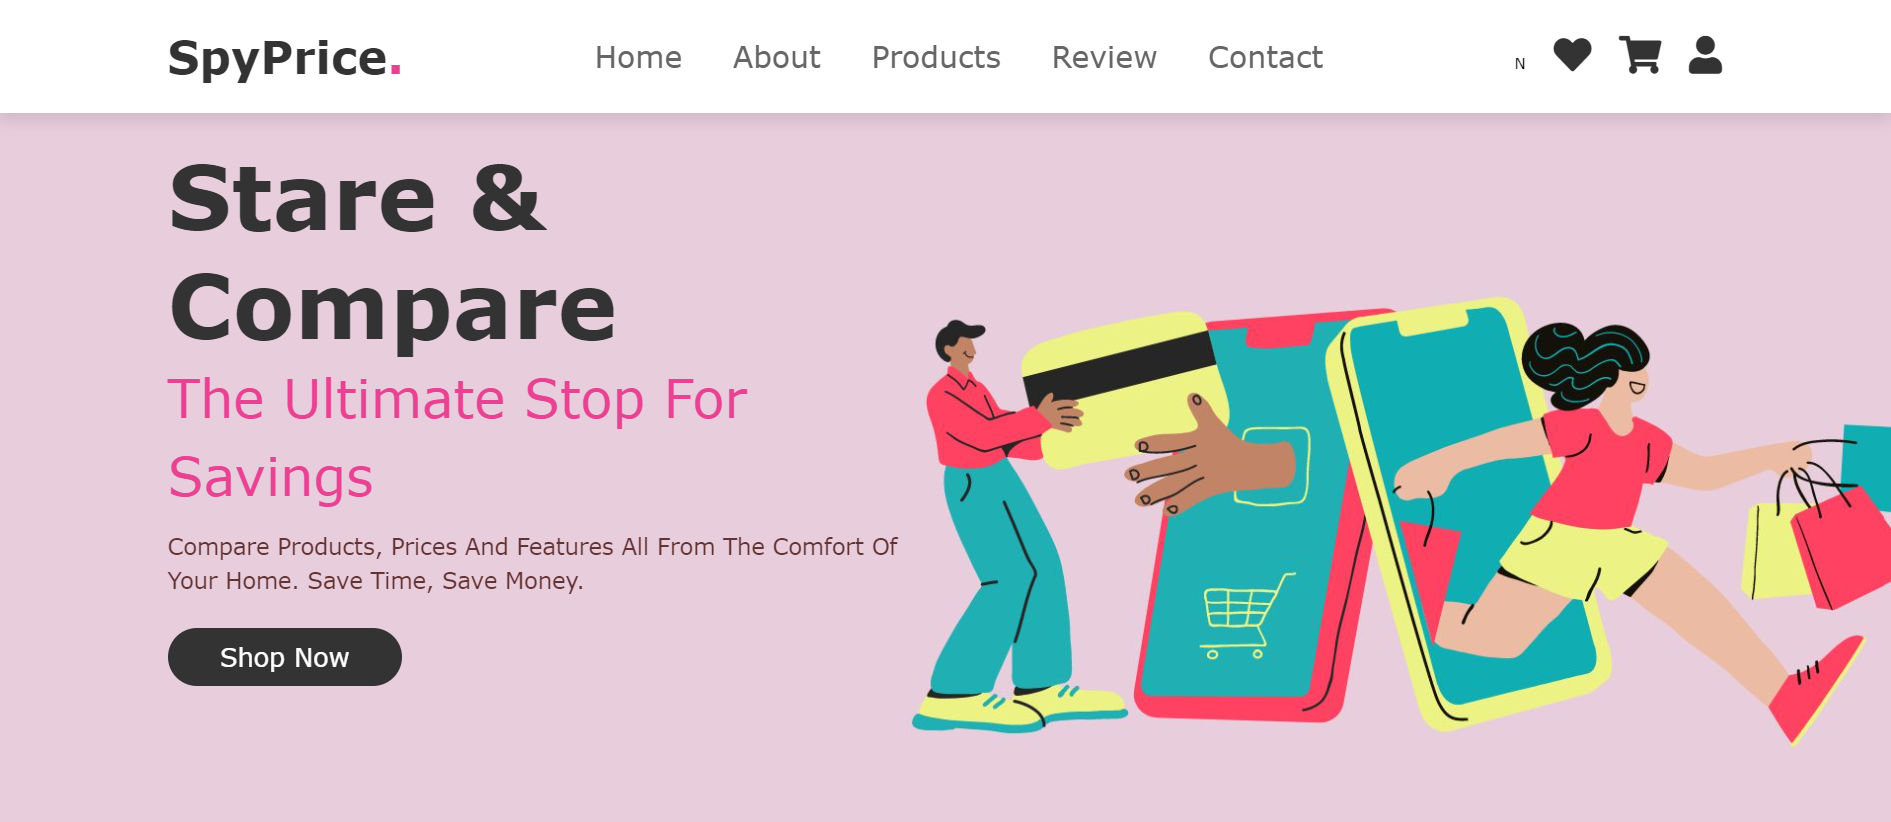 SpyPrice.
Home About Products Review Contact
N
Stare &
Compare
The Ultimate Stop For
Savings
Compare Products, Prices And Features All From The Comfort Of
Your Home. Save Time, Save Money.
Shop Now